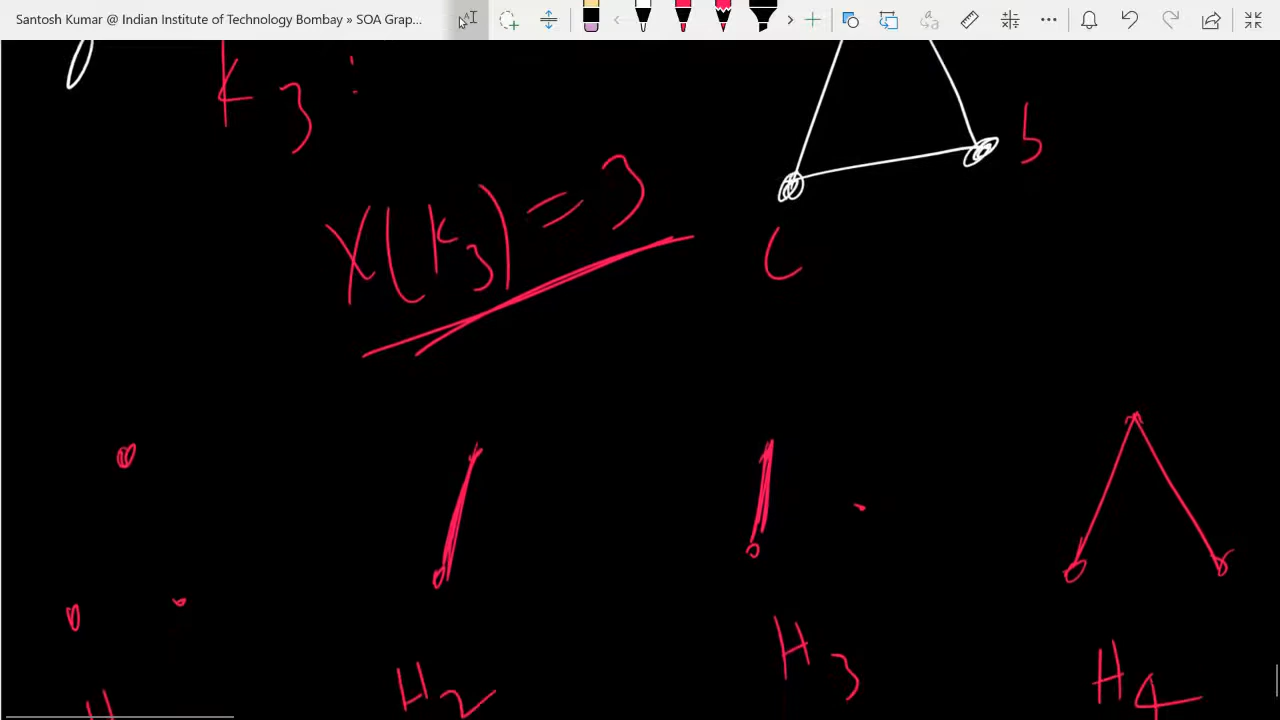 Santosh Kumar @ Indian Institute of Technology Bombay » SOA Grap...
K3 :
b
χ(K3) = 3
C
H
H2
H3
H4